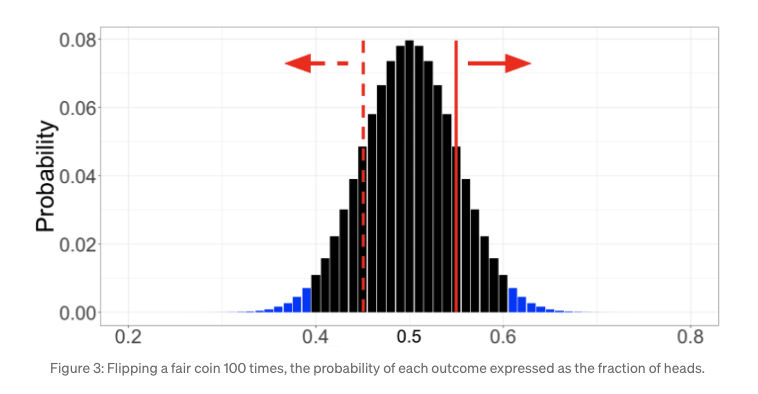 Probability
0.08
0.06
0.04
0.02
0.00
0.2 0.4 0.5 0.6 0.8
Figure 3: Flipping a fair coin 100 times, the probability of each outcome expressed as the fraction of heads.